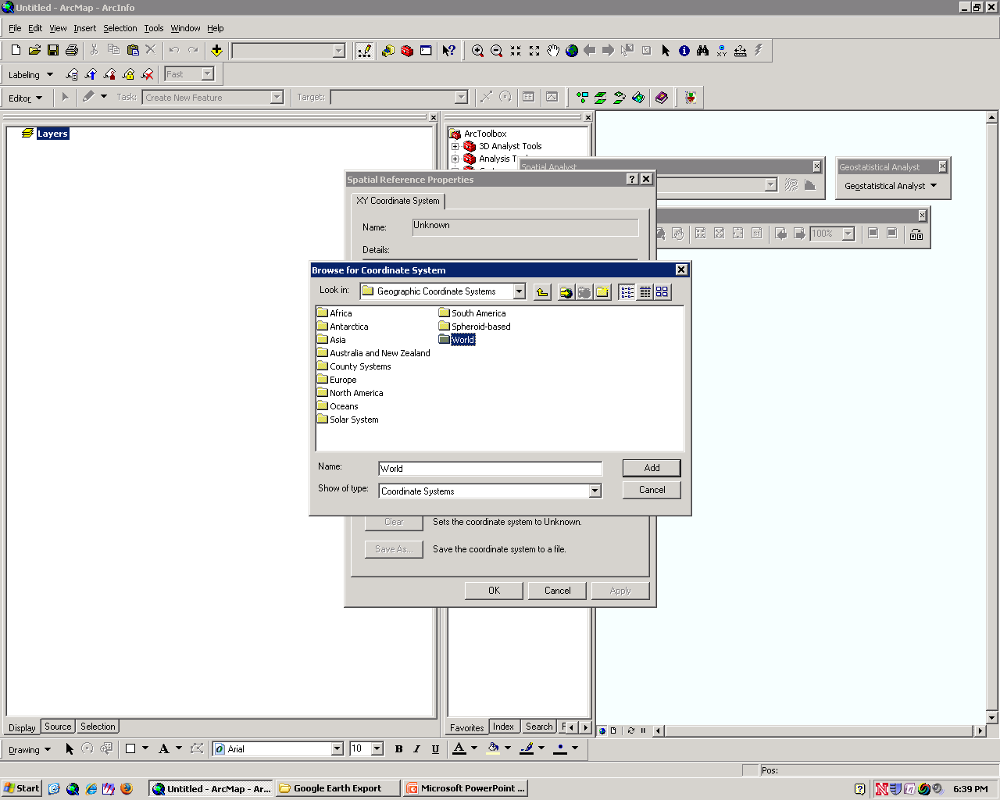 Untitled - ArcMap - ArcInfo
File Edit View Insert Selection Tools Window Help
Labeling Fast
Editor Task: Create New Feature Target:
Layers
ArcToolbox
3D Analyst Tools
Analysis
Spatial Analyst
Geostatistical Analyst
Geostatistical Analyst
100%
Spatial Reference Properties
XY Coordinate System
Name: Unknown
Details:
Browse for Coordinate System
Look in: Geographic Coordinate Systems
Africa
Antarctica
Asia
Australia and New Zealand
County Systems
Europe
North America
Oceans
Solar System
South America
Spheroid-based
World
Name: World Add
Show of type: Coordinate Systems Cancel
Clear Sets the coordinate system to Unknown.
Save As... Save the coordinate system to a file.
OK Cancel Apply
Display Source Selection
Favorites Index Search
Drawing A Arial 10 B I U A
Pos:
Start Untitled - ArcMap - Ar... Google Earth Export Microsoft PowerPoint ... 6:39 PM